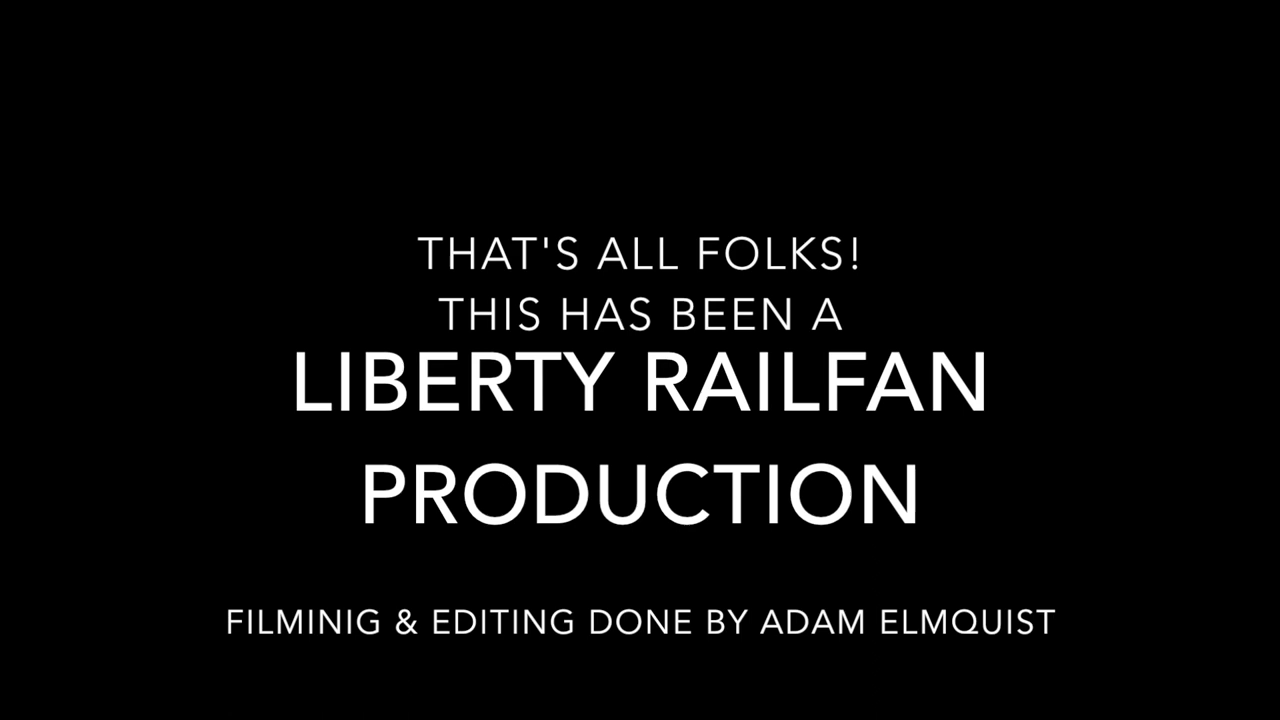 THAT'S ALL FOLKS!
THIS HAS BEEN A
LIBERTY RAILFAN
PRODUCTION
FILMINIG & EDITING DONE BY ADAM ELMQUIST